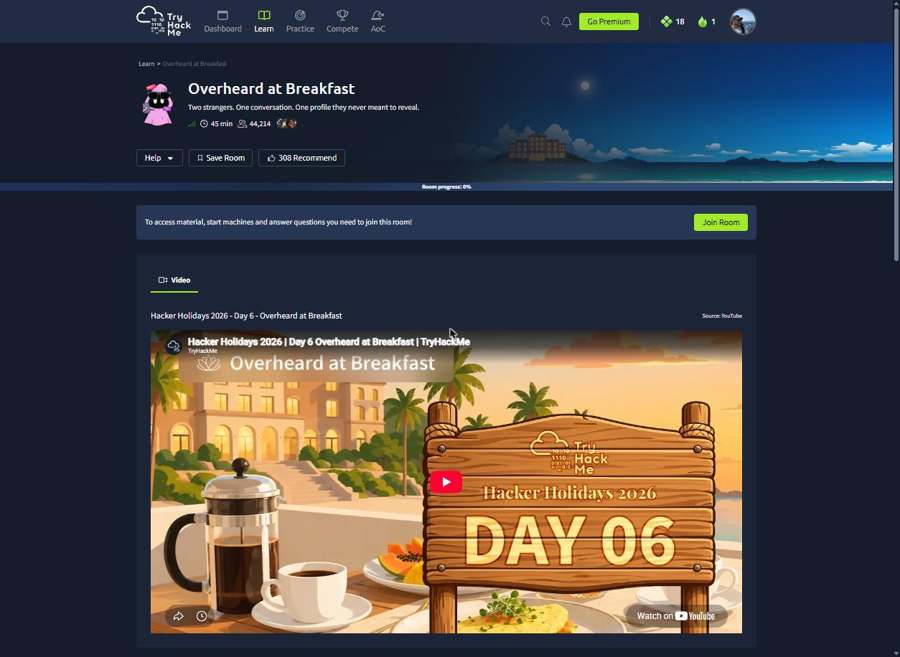 Try
Hack
Me
Dashboard
Learn
Practice
Compete
AoC
Go Premium
18
1
Learn > Overheard at Breakfast
Overheard at Breakfast
Two strangers. One conversation. One profile they never meant to reveal.
45 min
44,214
Help
Save Room
308 Recommend
Room progress: 0%
To access material, start machines and answer questions you need to join this room!
Join Room
Video
Hacker Holidays 2026 - Day 6 - Overheard at Breakfast
Source: YouTube
Hacker Holidays 2026 | Day 6 Overheard at Breakfast | TryHackMe
TryHackMe
Overheard at Breakfast
Try
Hack
Me
Hacker Holidays 2026
DAY 06
Watch on YouTube